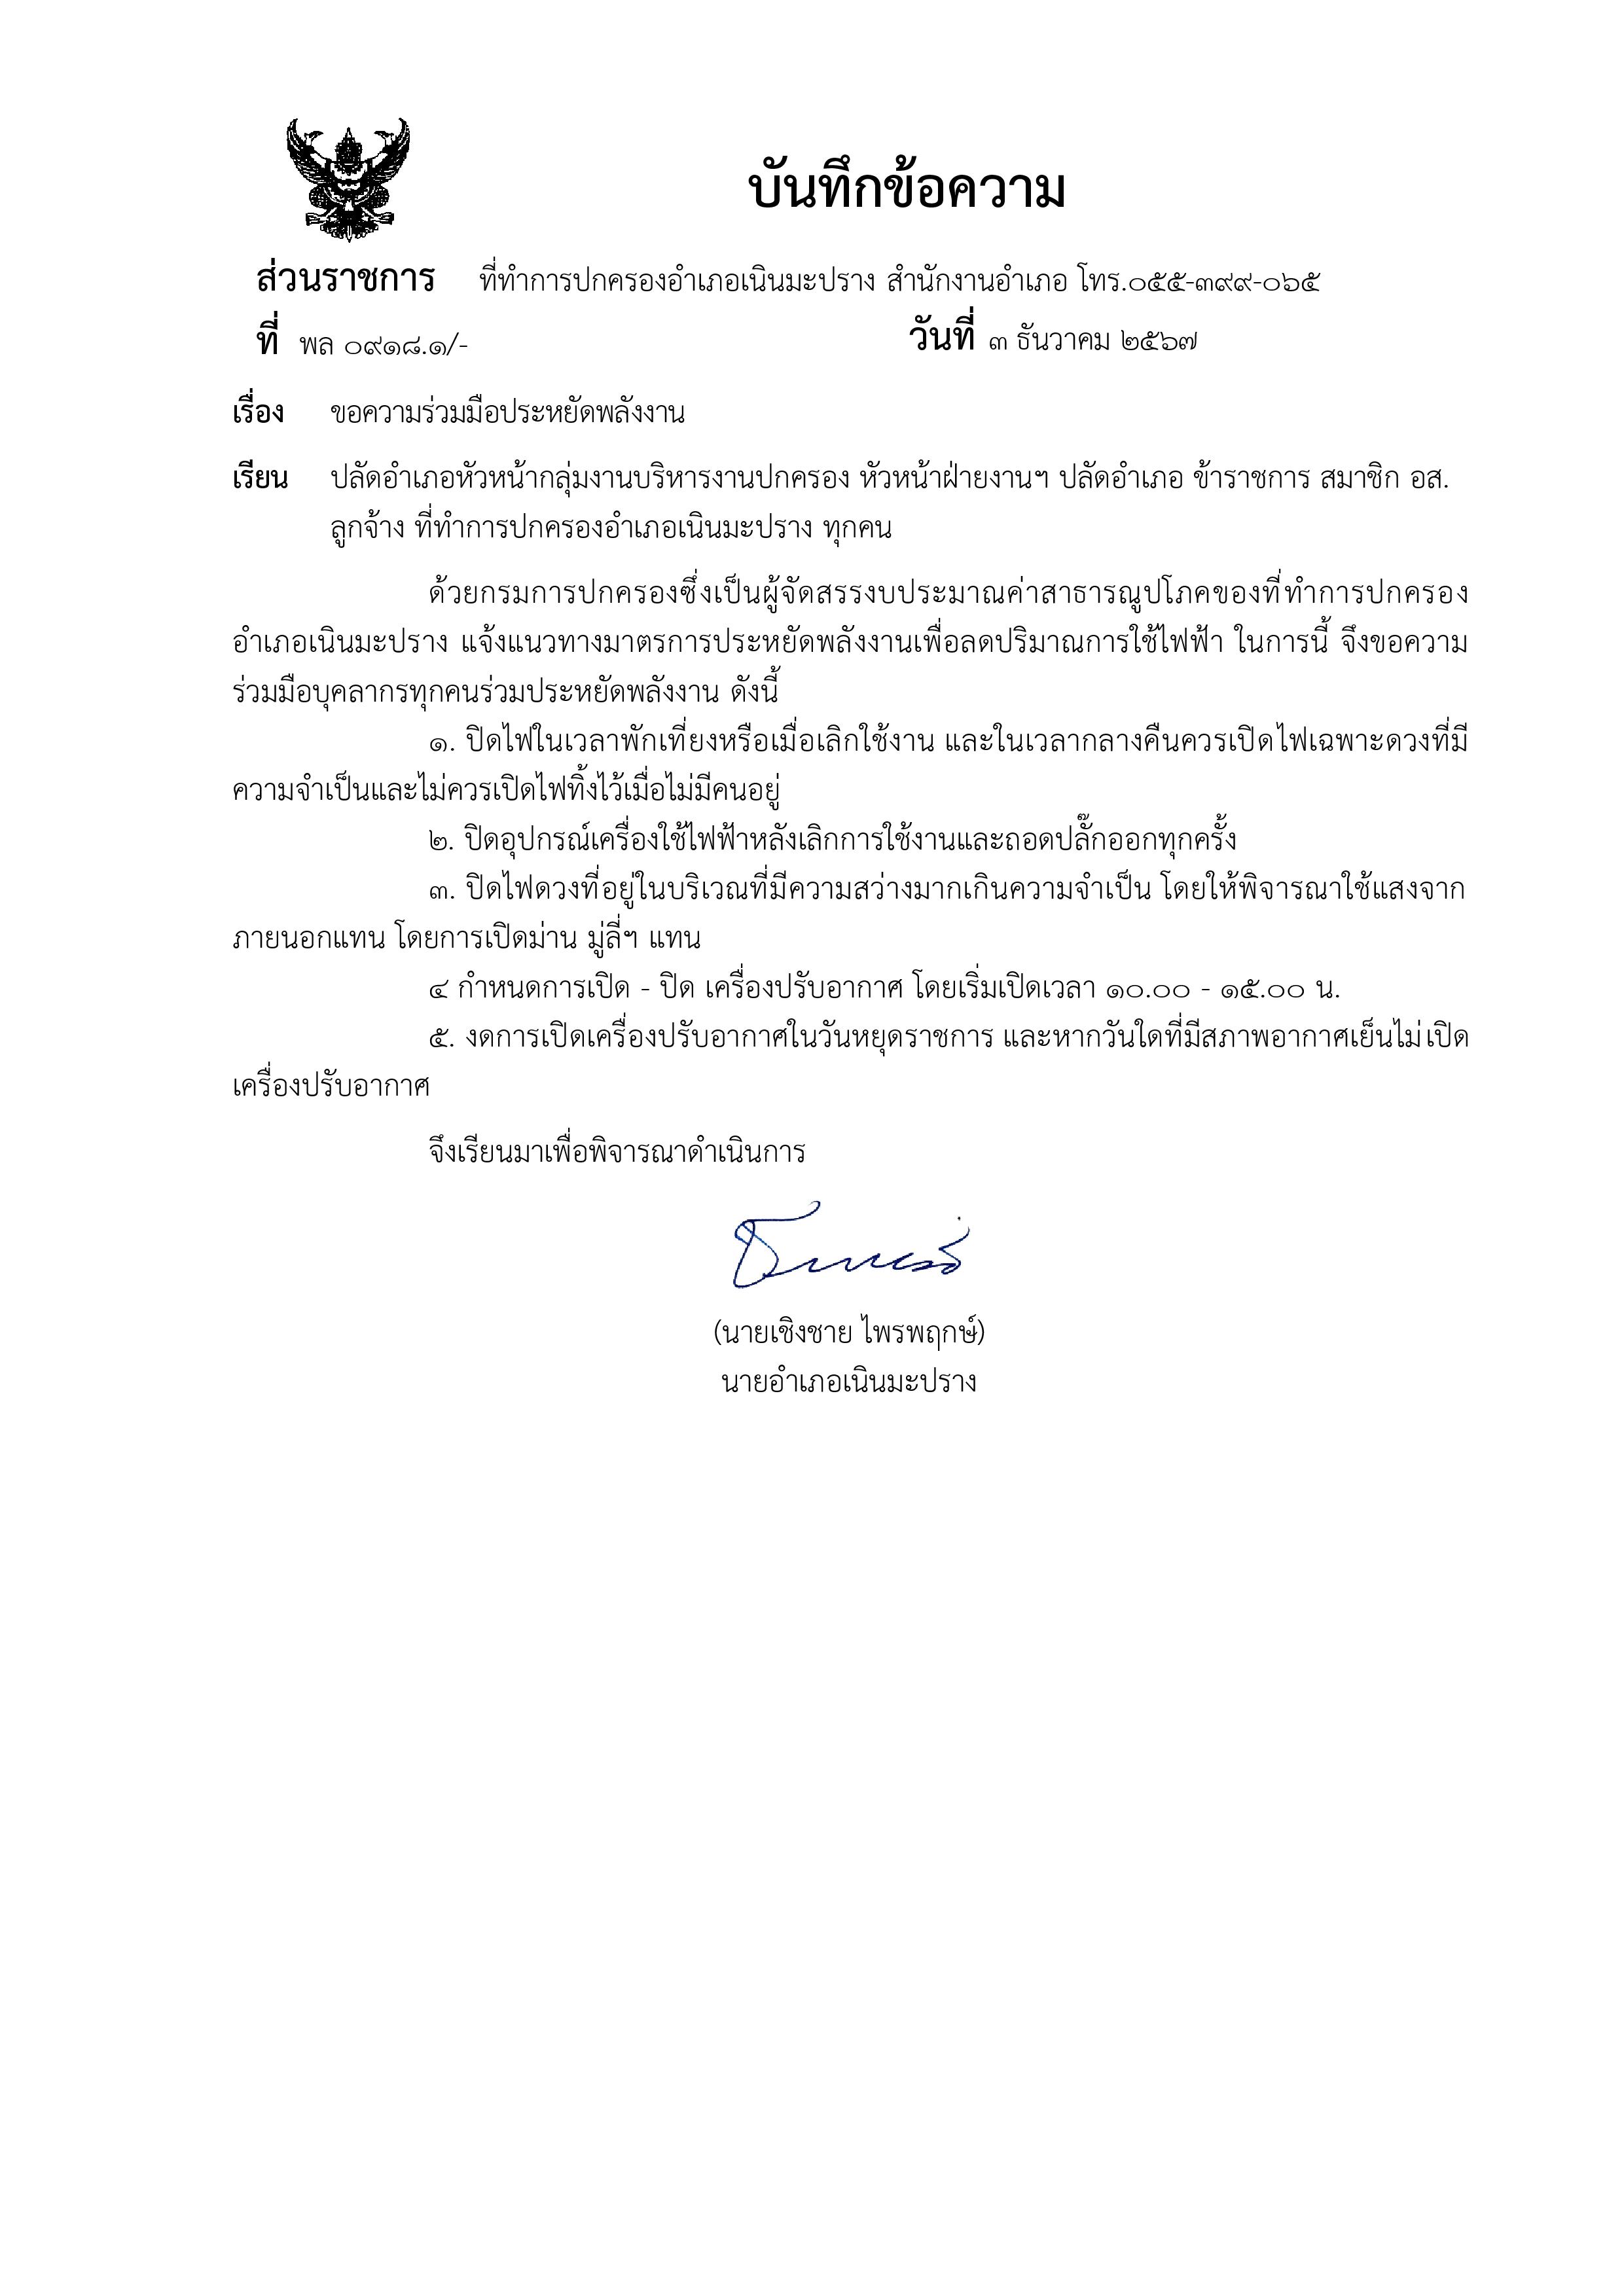 บันทึกข้อความ
ส่วนราชการ ที่ทำการปกครองอำเภอเนินมะปราง สำนักงานอำเภอ โทร.๐๕๕-๓๙๙-๐๖๕
ที่ พล ๐๙๑๘.๑/- วันที่ ๓ ธันวาคม ๒๕๖๗
เรื่อง ขอความร่วมมือประหยัดพลังงาน
เรียน ปลัดอำเภอหัวหน้ากลุ่มงานบริหารงานปกครอง หัวหน้าฝ่ายงานฯ ปลัดอำเภอ ข้าราชการ สมาชิก อส.
ลูกจ้าง ที่ทำการปกครองอำเภอเนินมะปราง ทุกคน
ด้วยกรมการปกครองซึ่งเป็นผู้จัดสรรงบประมาณค่าสาธารณูปโภคของที่ทำการปกครอง
อำเภอเนินมะปราง แจ้งแนวทางมาตรการประหยัดพลังงานเพื่อลดปริมาณการใช้ไฟฟ้า ในการนี้ จึงขอความ
ร่วมมือบุคลากรทุกคนร่วมประหยัดพลังงาน ดังนี้
๑. ปิดไฟในเวลาพักเที่ยงหรือเมื่อเลิกใช้งาน และในเวลากลางคืนควรเปิดไฟเฉพาะดวงที่มี
ความจำเป็นและไม่ควรเปิดไฟทิ้งไว้เมื่อไม่มีคนอยู่
๒. ปิดอุปกรณ์เครื่องใช้ไฟฟ้าหลังเลิกการใช้งานและถอดปลั๊กออกทุกครั้ง
๓. ปิดไฟดวงที่อยู่ในบริเวณที่มีความสว่างมากเกินความจำเป็น โดยให้พิจารณาใช้แสงจาก
ภายนอกแทน โดยการเปิดม่าน มู่ลี่ฯ แทน
๔ กำหนดการเปิด - ปิด เครื่องปรับอากาศ โดยเริ่มเปิดเวลา ๑๐.๐๐ - ๑๕.๐๐ น.
๕. งดการเปิดเครื่องปรับอากาศในวันหยุดราชการ และหากวันใดที่มีสภาพอากาศเย็นไม่เปิด
เครื่องปรับอากาศ
จึงเรียนมาเพื่อพิจารณาดำเนินการ
(นายเชิงชาย ไพรพฤกษ์)
นายอำเภอเนินมะปราง